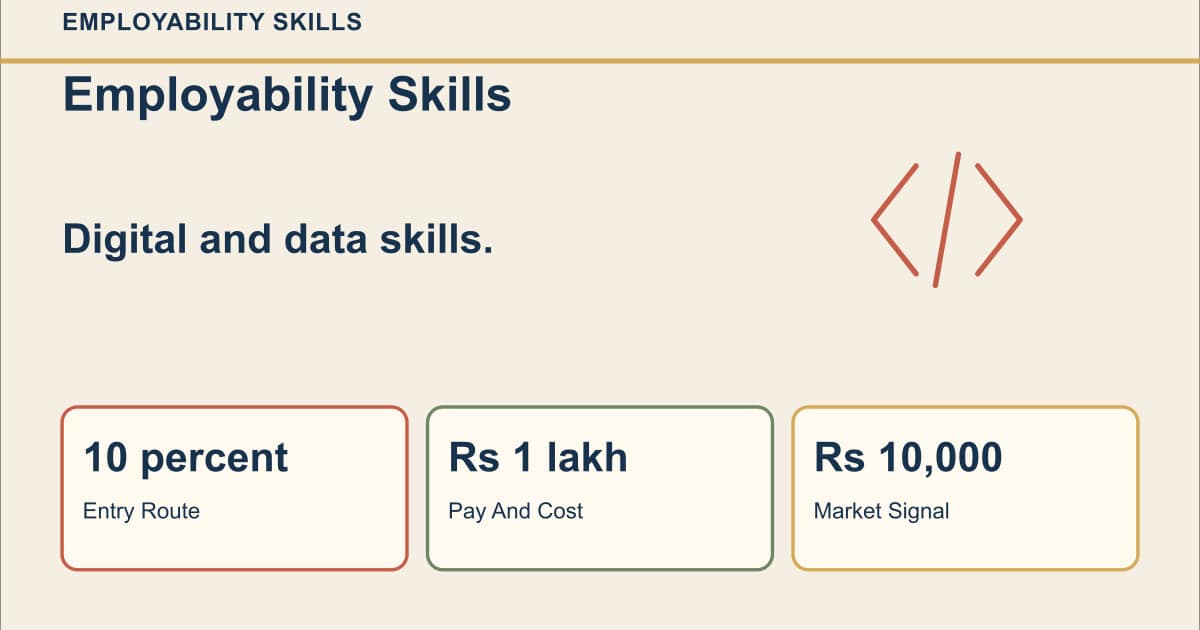 EMPLOYABILITY SKILLS
Employability Skills
Digital and data skills.
10 percent
Entry Route
Rs 1 lakh
Pay And Cost
Rs 10,000
Market Signal